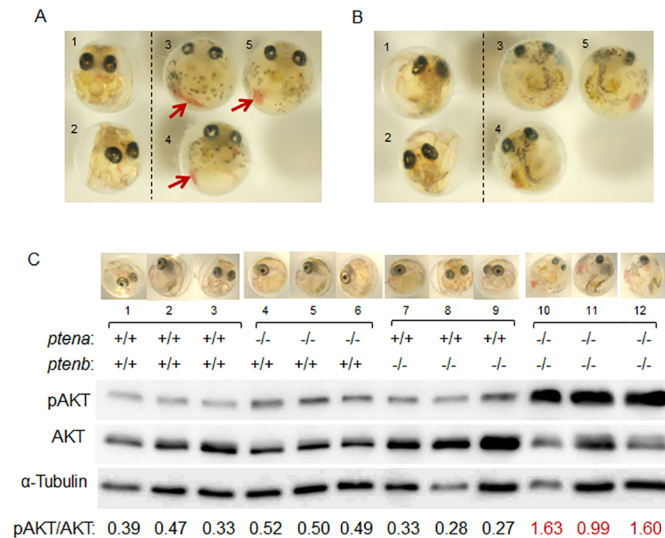 A
B
1 3 5
2 4
1 3 5
2 4
C
1 2 3 4 5 6 7 8 9 10 11 12
ptena: +/+ +/+ +/+ -/- -/- -/- +/+ +/+ +/+ -/- -/- -/-
ptenb: +/+ +/+ +/+ +/+ +/+ +/+ -/- -/- -/- -/- -/- -/-
pAKT
AKT
α-Tubulin
pAKT/AKT: 0.39 0.47 0.33 0.52 0.50 0.49 0.33 0.28 0.27 1.63 0.99 1.60